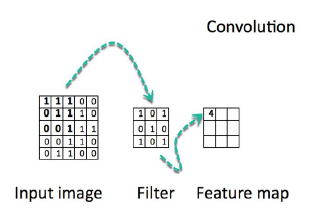 Convolution
1 1 1 0 0
0 1 1 1 0
0 0 1 1 1
0 0 1 1 0
0 1 1 0 0
1 0 1
0 1 0
1 0 1
4
Input image
Filter
Feature map